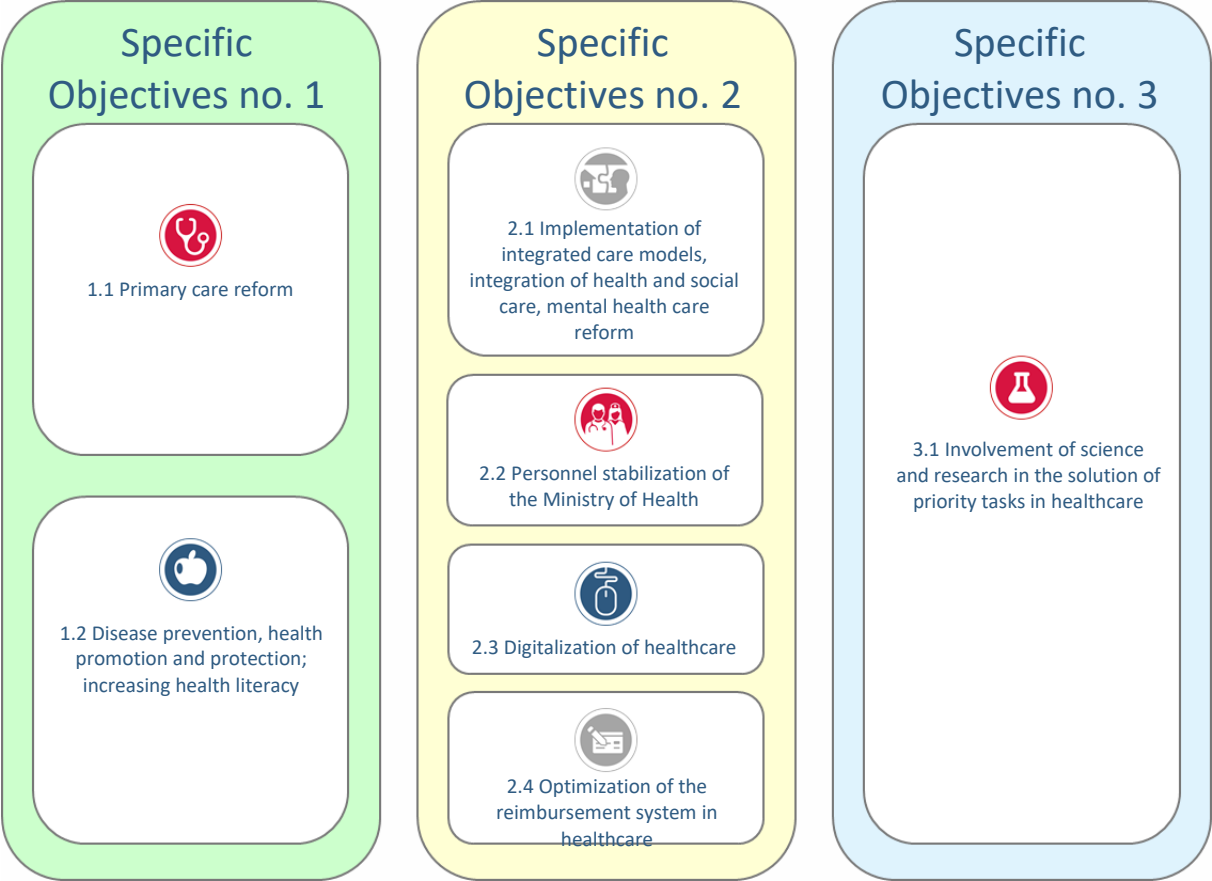 Specific
Objectives no. 1
1.1 Primary care reform
1.2 Disease prevention, health
promotion and protection;
increasing health literacy
Specific
Objectives no. 2
2.1 Implementation of
integrated care models,
integration of health and social
care, mental health care
reform
2.2 Personnel stabilization of
the Ministry of Health
2.3 Digitalization of healthcare
2.4 Optimization of the
reimbursement system in
healthcare
Specific
Objectives no. 3
3.1 Involvement of science
and research in the solution of
priority tasks in healthcare